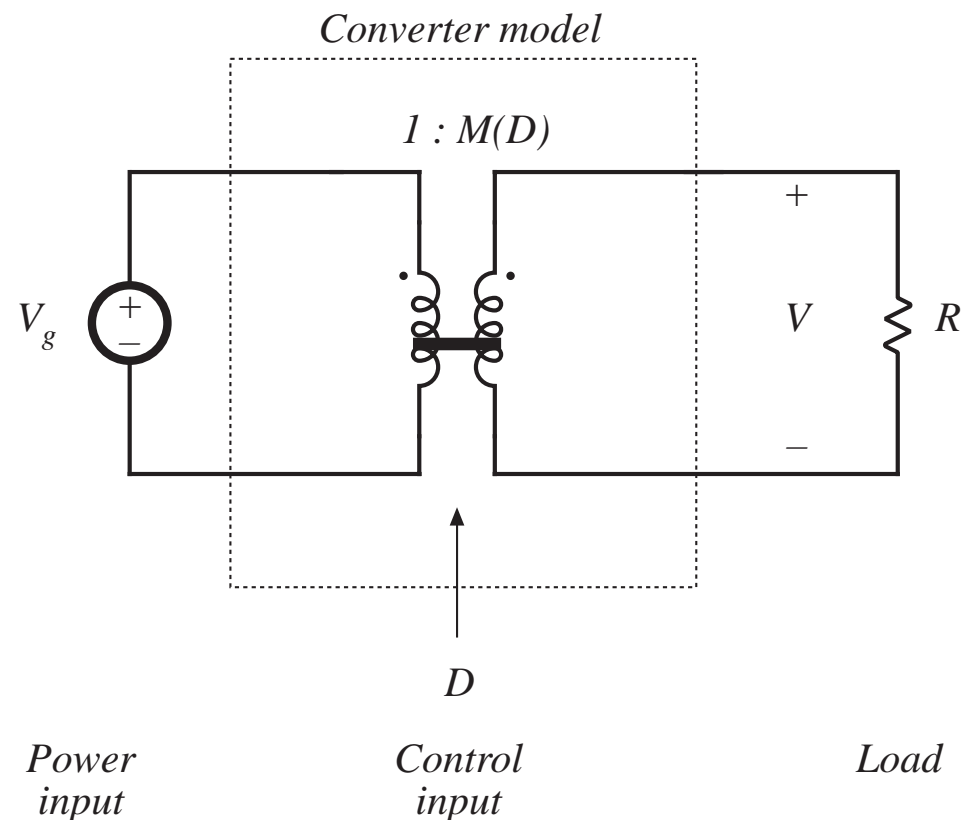 Converter model
1 : M(D)
+
V_g
+
–
V
R
–
D
Power
input
Control
input
Load